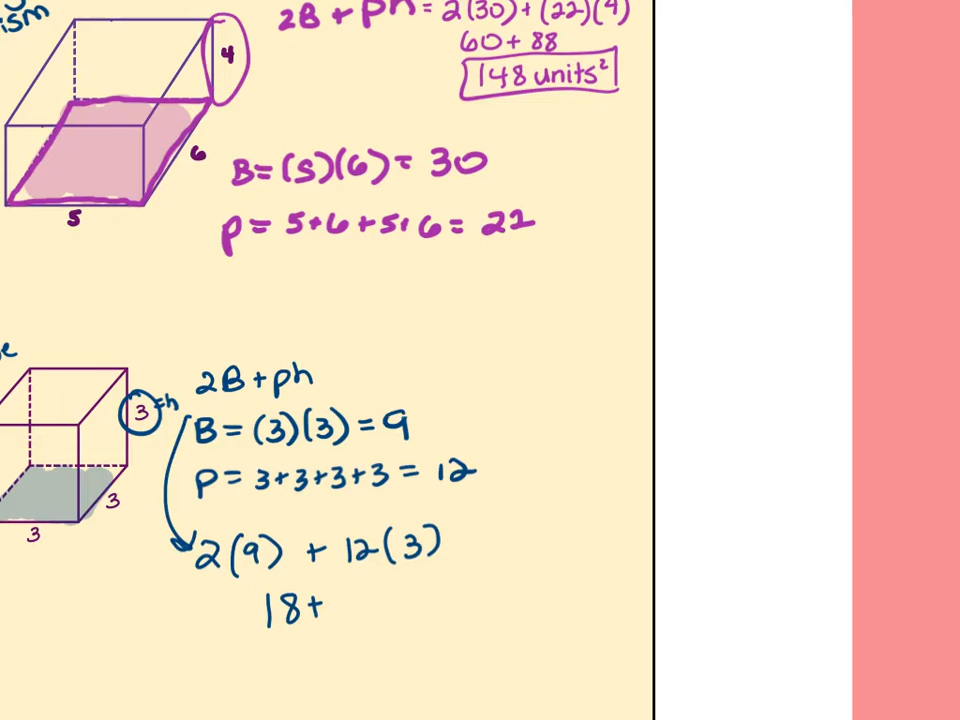 ism
2B + ph = 2(30) + (22)(4)
60 + 88
148 units²
4
6
5
B = (5)(6) = 30
p = 5+6+5+6 = 22
2B + ph
3 = h
B = (3)(3) = 9
P = 3+3+3+3 = 12
3
3
2(9) + 12(3)
18+